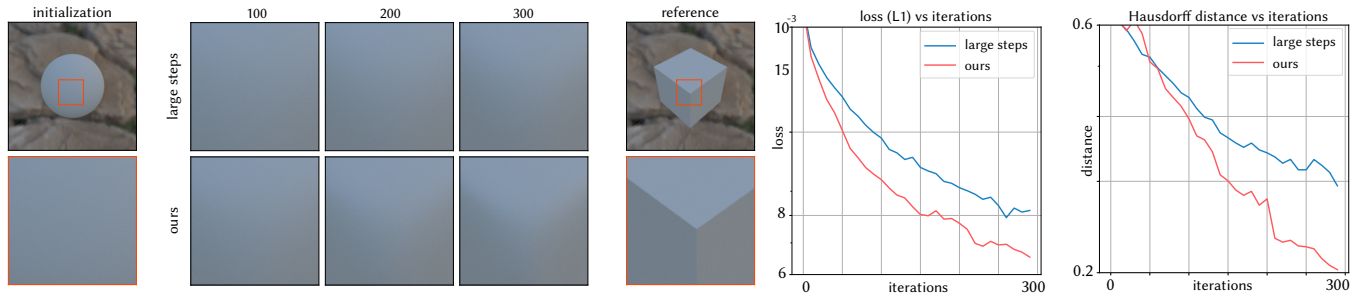 initialization
100
200
300
reference
large steps
ours
loss (L1) vs iterations
10-3
15
8
6
loss
large steps
ours
0
iterations
300
Hausdorff distance vs iterations
0.6
0.2
distance
large steps
ours
0
iterations
300